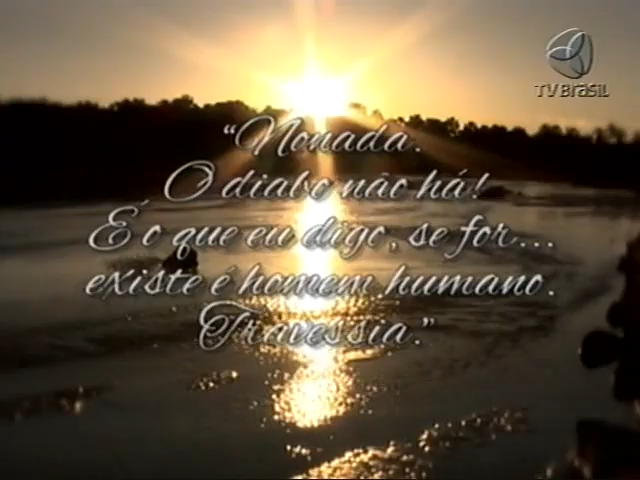 TV BRASIL
"Nonada.
O diabo não há!
É o que eu digo, se for...
existe é homem humano.
Travessia."